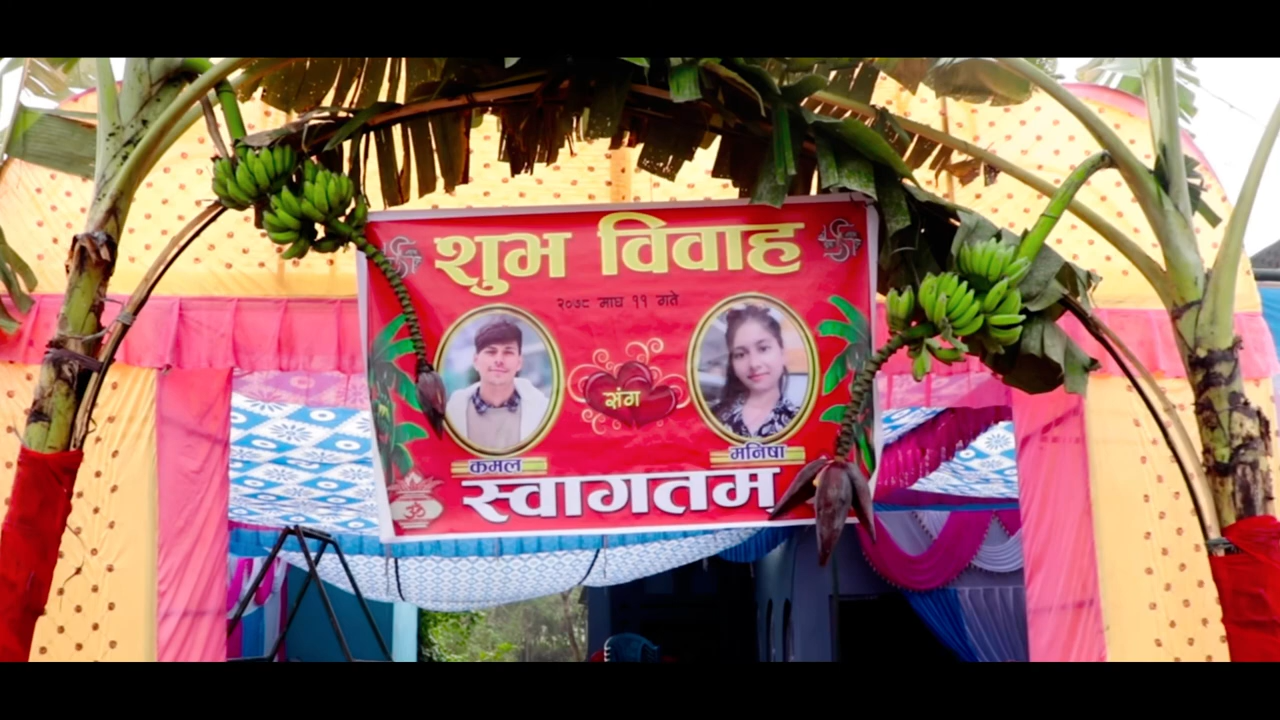 शुभ विवाह
२०७८ माघ ११ गते
संग
कमल
मनिषा
स्वागतम्
ॐ